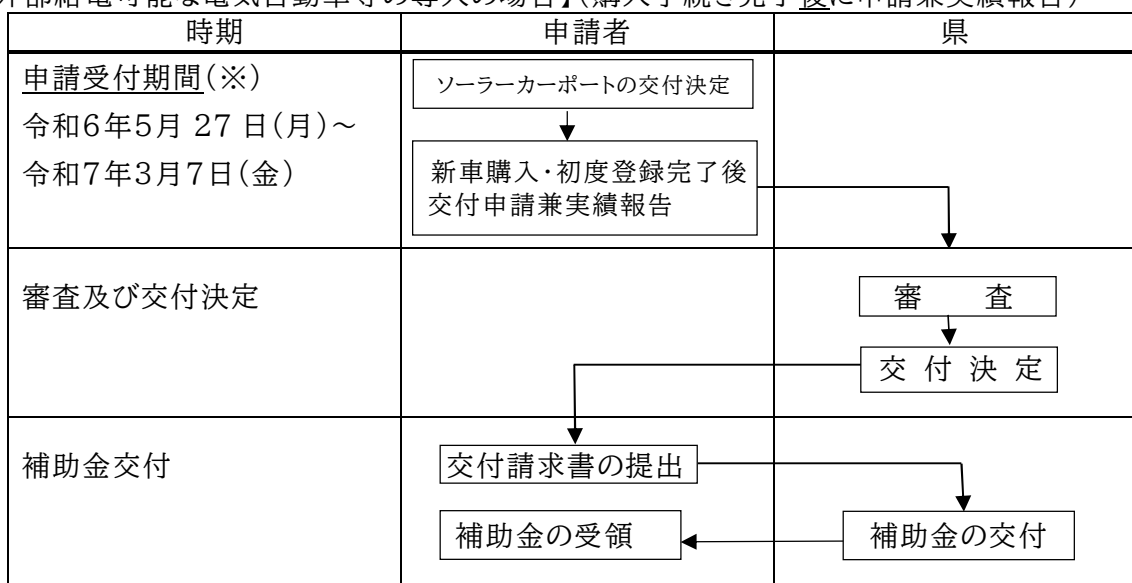 外部給電可能な電気自動車等の導入の場合】(購入手続き完了後に申請兼実績報告)
時期
申請者
県
申請受付期間(※)
令和6年5月 27 日(月)~
令和7年3月7日(金)
ソーラーカーポートの交付決定
新車購入・初度登録完了後
交付申請兼実績報告
審査及び交付決定
審 査
交 付 決 定
補助金交付
交付請求書の提出
補助金の受領
補助金の交付